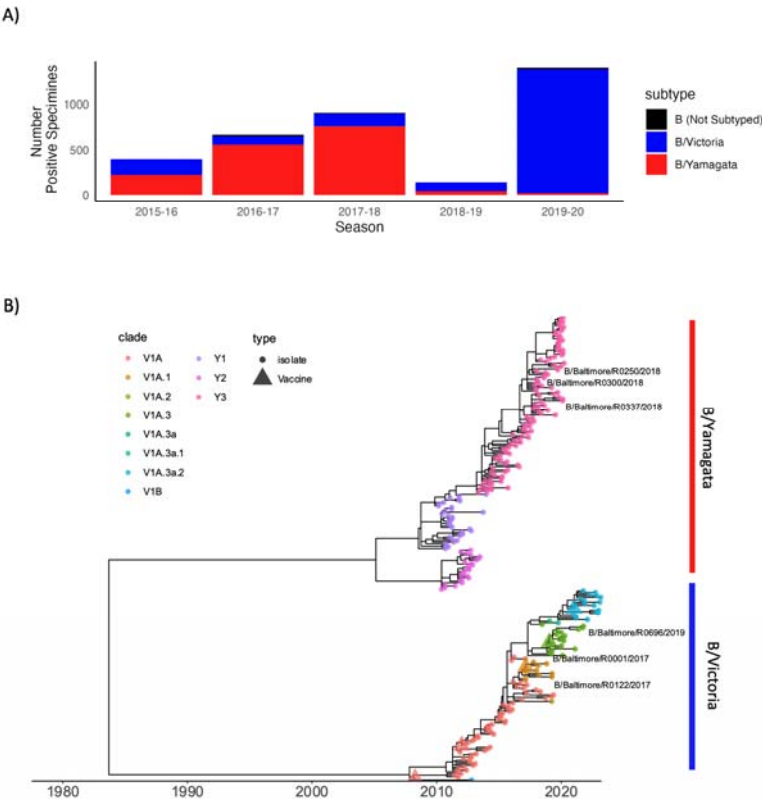 A)
Number
Positive Specimines
1000
500
0
2015-16
2016-17
2017-18
2018-19
2019-20
Season
subtype
B (Not Subtyped)
B/Victoria
B/Yamagata
B)
clade
V1A
V1A.1
V1A.2
V1A.3
V1A.3a
V1A.3a.1
V1A.3a.2
V1B
Y1
Y2
Y3
type
isolate
Vaccine
B/Baltimore/R0250/2018
B/Baltimore/R0300/2018
B/Baltimore/R0337/2018
B/Yamagata
B/Baltimore/R0696/2019
B/Baltimore/R0001/2017
B/Baltimore/R0122/2017
B/Victoria
1980
1990
2000
2010
2020